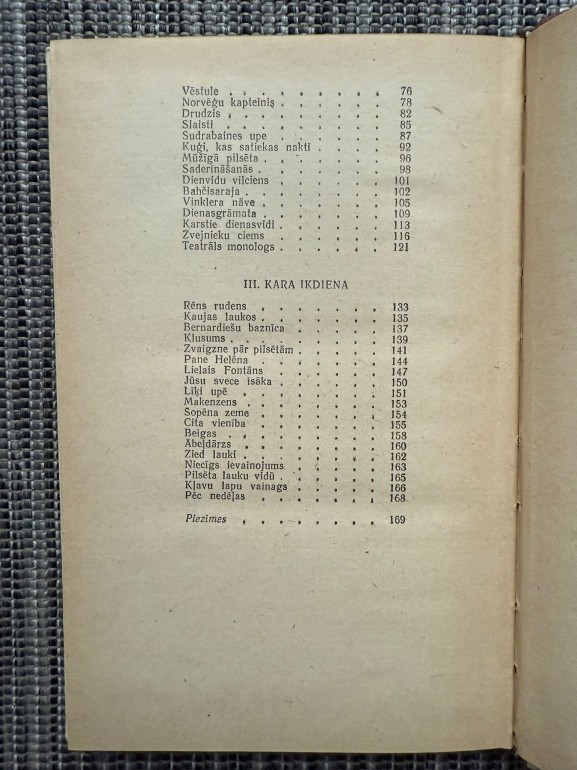 Vēstule . . . . . . . . . 76
Norvēģu kapteinis . . . . . . 78
Drudzis . . . . . . . . . 82
Slaisti . . . . . . . . . 85
Sudrabaines upe . . . . . . 87
Kuģi, kas satiekas naktī . . . . 92
Mūžīgā pilsēta . . . . . . . 96
Saderināšanās . . . . . . . 98
Dienvidu vilciens . . . . . . 101
Bahčisaraja . . . . . . . . 102
Vinklera nāve . . . . . . . 105
Dienasgrāmata . . . . . . . 109
Karstie dienasvidi . . . . . . 113
Zvejnieku ciems . . . . . . 116
Teatrāls monologs . . . . . . 121
III. KARA IKDIENA
Rēns rudens . . . . . . . 133
Kaujas laukos . . . . . . . 135
Bernardiešu baznīca . . . . . 137
Klusums . . . . . . . . . 139
Zvaigzne pār pilsētām . . . . . 141
Pane Helēna . . . . . . . 144
Lielais Fontāns . . . . . . . 147
Jūsu svece īsāka . . . . . . 150
Līķi upē . . . . . . . . . 151
Makenzens . . . . . . . . 153
Šopēna zeme . . . . . . . 154
Cita vienība . . . . . . . 155
Beigas . . . . . . . . . 158
Ābeļdārzs . . . . . . . . 160
Zied lauki . . . . . . . . 162
Niecīgs ievainojums . . . . . 163
Pilsēta lauku vidū . . . . . . 165
Kļavu lapu vainags . . . . . 166
Pēc nedēļas . . . . . . . 168
Piezīmes . . . . . . . . 169